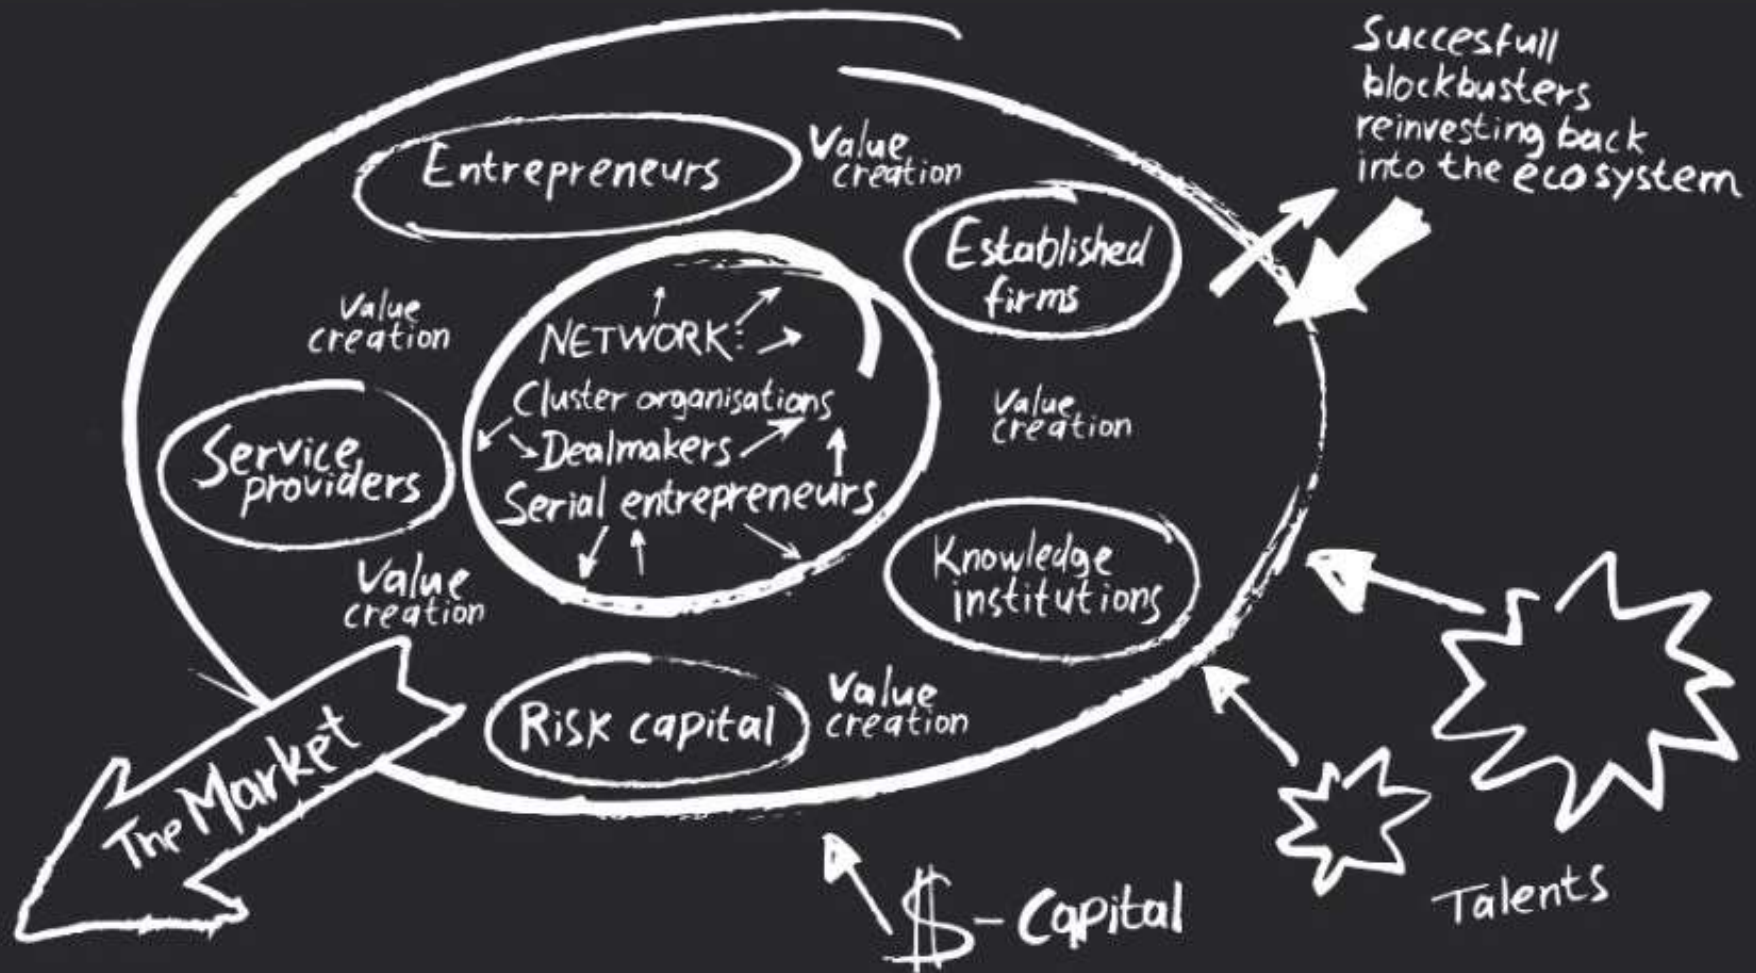 Succesfull
blockbusters
reinvesting back
into the ecosystem
Entrepreneurs
Value
creation
Established
firms
Value
creation
NETWORK:
Cluster organisations
Dealmakers
Serial entrepreneurs
Value
creation
Service
providers
Knowledge
institutions
Value
creation
Risk capital
Value
creation
The Market
$-Capital
Talents